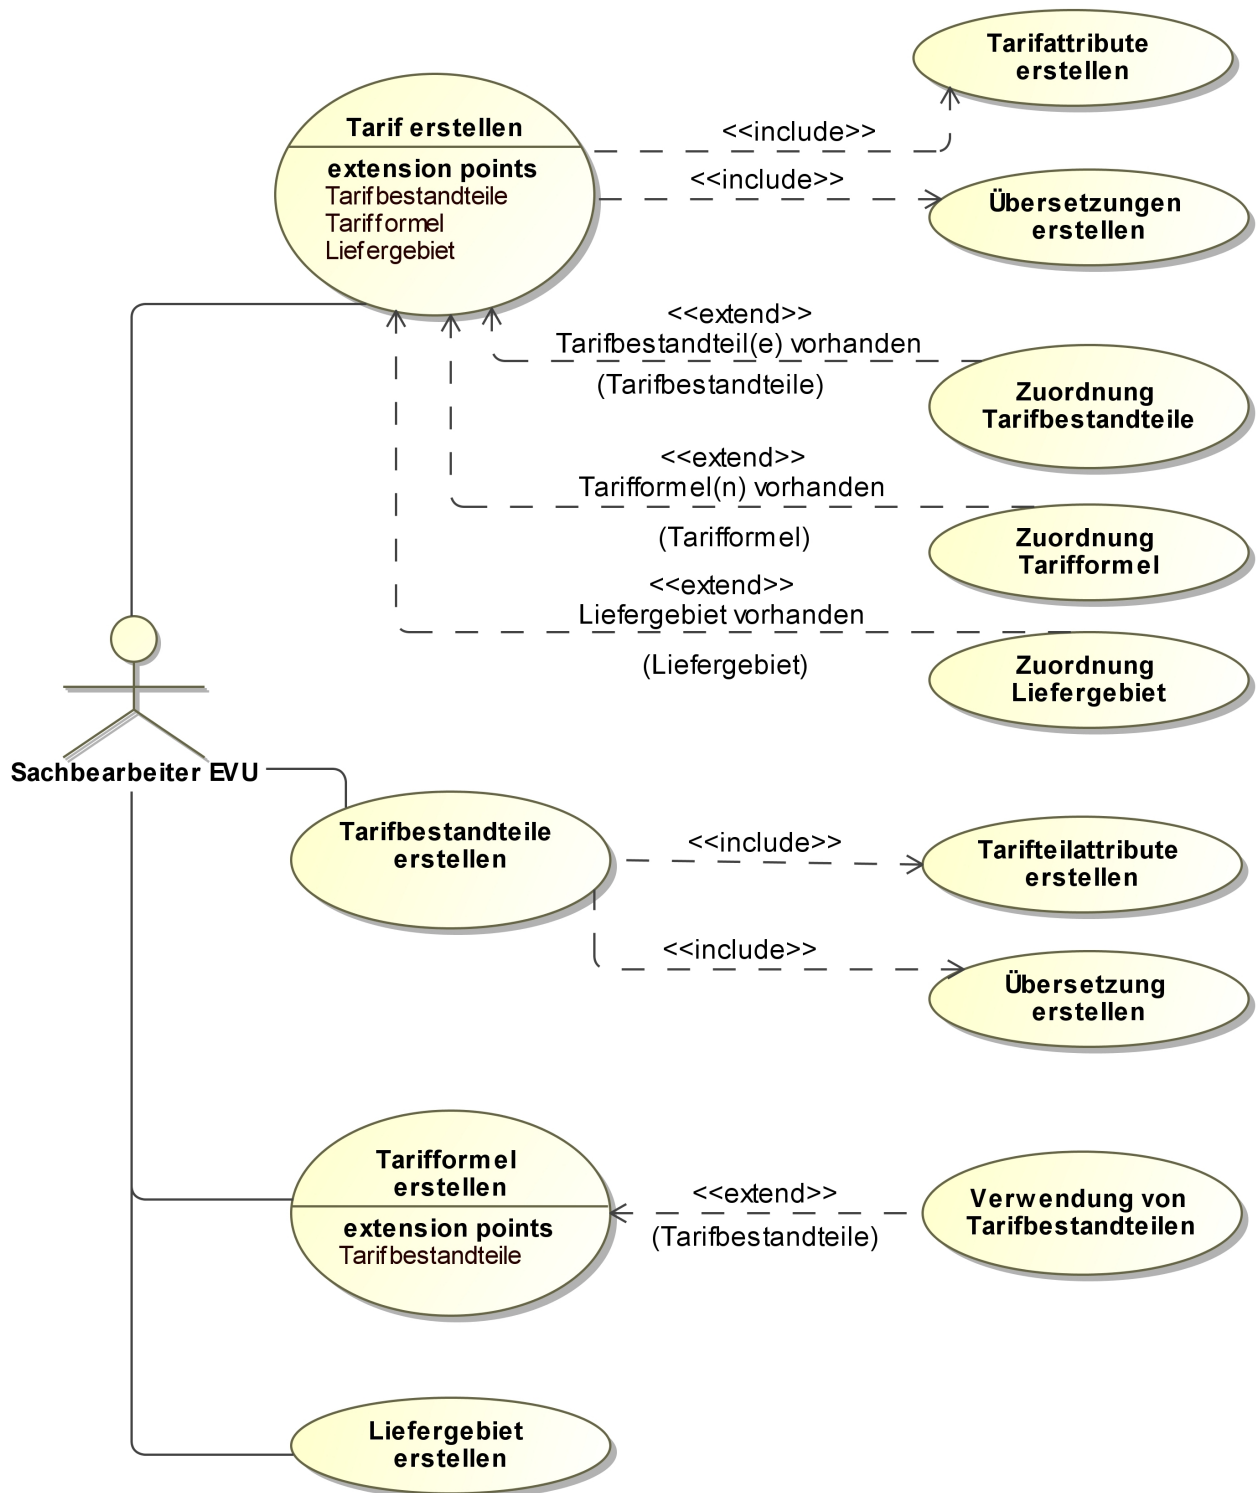 Tarifattribute
erstellen
Tarif erstellen
<<include>>
extension points
Tarifbestandteile
Tarifformel
Liefergebiet
<<include>>
Übersetzungen
erstellen
<<extend>>
Tarifbestandteil(e) vorhanden
(Tarifbestandteile)
Zuordnung
Tarifbestandteile
<<extend>>
Tarifformel(n) vorhanden
(Tarifformel)
Zuordnung
Tarifformel
<<extend>>
Liefergebiet vorhanden
(Liefergebiet)
Zuordnung
Liefergebiet
Sachbearbeiter EVU
Tarifbestandteile
erstellen
<<include>>
Tarifteilattribute
erstellen
<<include>>
Übersetzung
erstellen
Tarifformel
erstellen
extension points
Tarifbestandteile
<<extend>>
(Tarifbestandteile)
Verwendung von
Tarifbestandteilen
Liefergebiet
erstellen